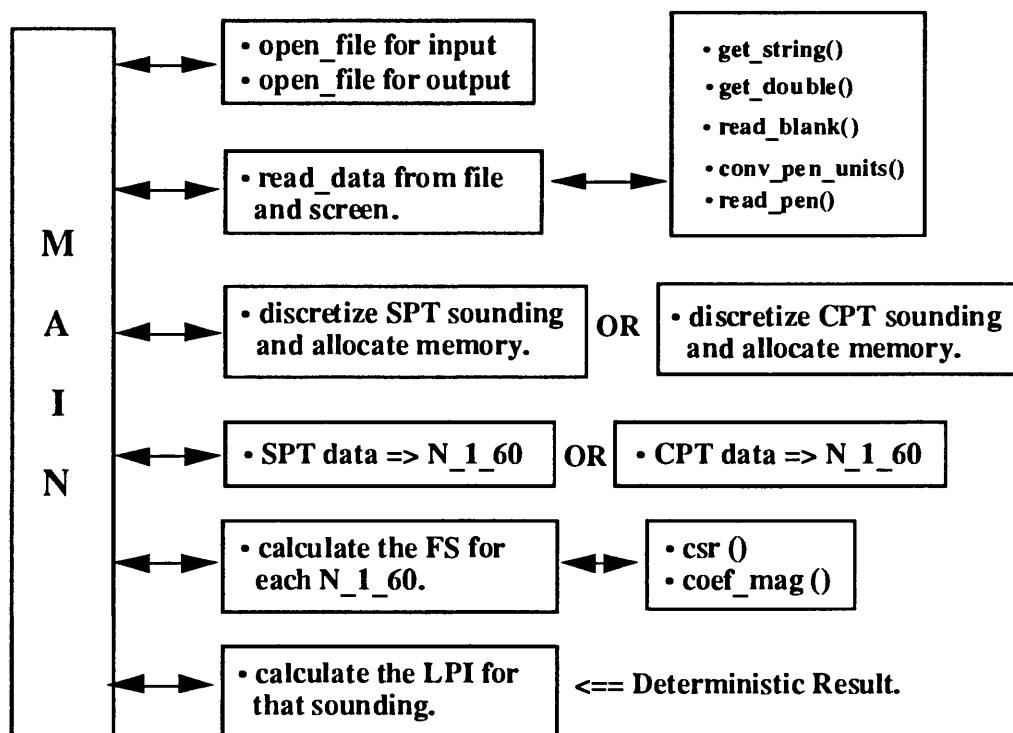 M
A
I
N
• open_file for input
• open_file for output
• get_string()
• get_double()
• read_blank()
• conv_pen_units()
• read_pen()
• read_data from file
and screen.
• discretize SPT sounding
and allocate memory.
OR
• discretize CPT sounding
and allocate memory.
• SPT data => N_1_60
OR
• CPT data => N_1_60
• calculate the FS for
each N_1_60.
• csr ()
• coef_mag ()
• calculate the LPI for
that sounding.
<== Deterministic Result.